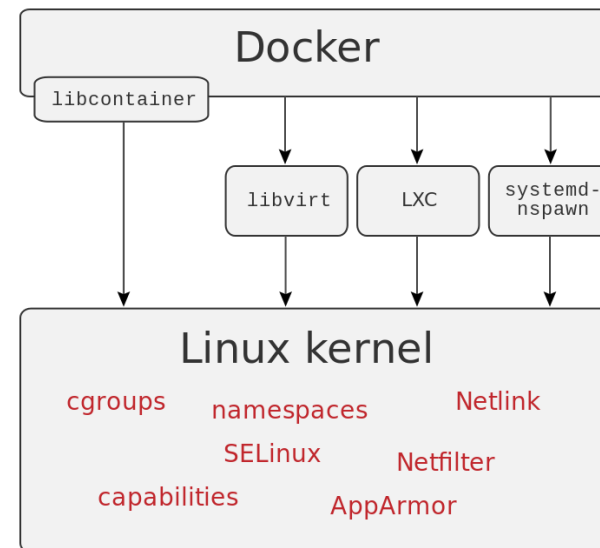 Docker
libcontainer
libvirt
LXC
systemd-
nspawn
Linux kernel
cgroups
namespaces
Netlink
SELinux
Netfilter
capabilities
AppArmor